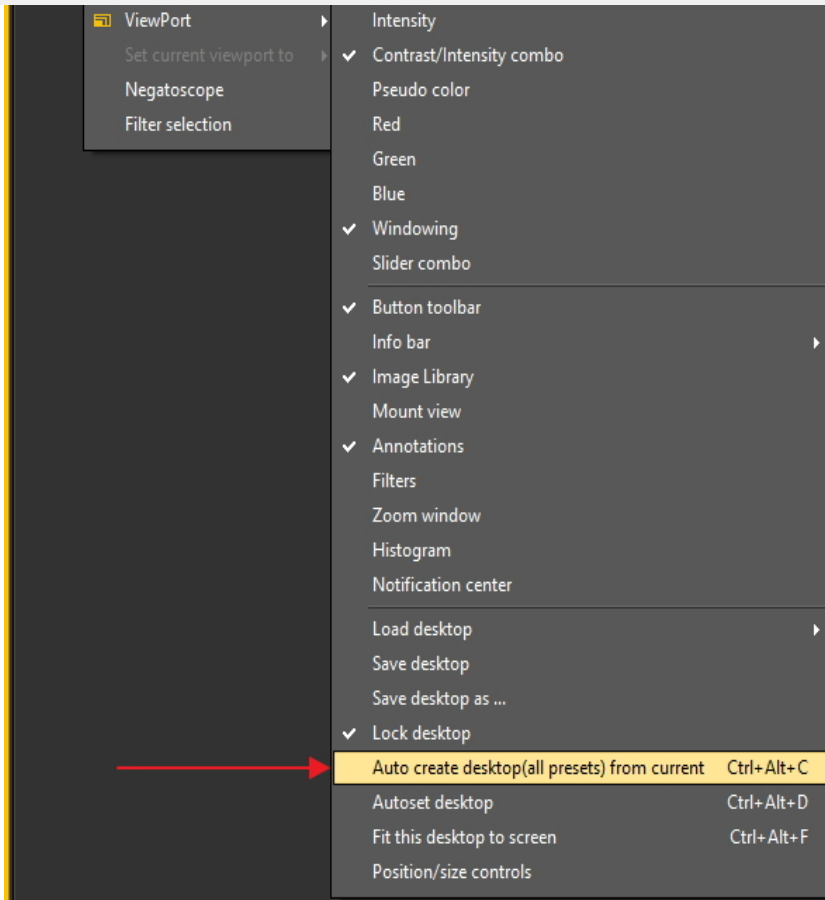 ViewPort
Set current viewport to
Negatoscope
Filter selection
Intensity
Contrast/Intensity combo
Pseudo color
Red
Green
Blue
Windowing
Slider combo
Button toolbar
Info bar
Image Library
Mount view
Annotations
Filters
Zoom window
Histogram
Notification center
Load desktop
Save desktop
Save desktop as ...
Lock desktop
Auto create desktop(all presets) from current Ctrl+Alt+C
Autoset desktop Ctrl+Alt+D
Fit this desktop to screen Ctrl+Alt+F
Position/size controls